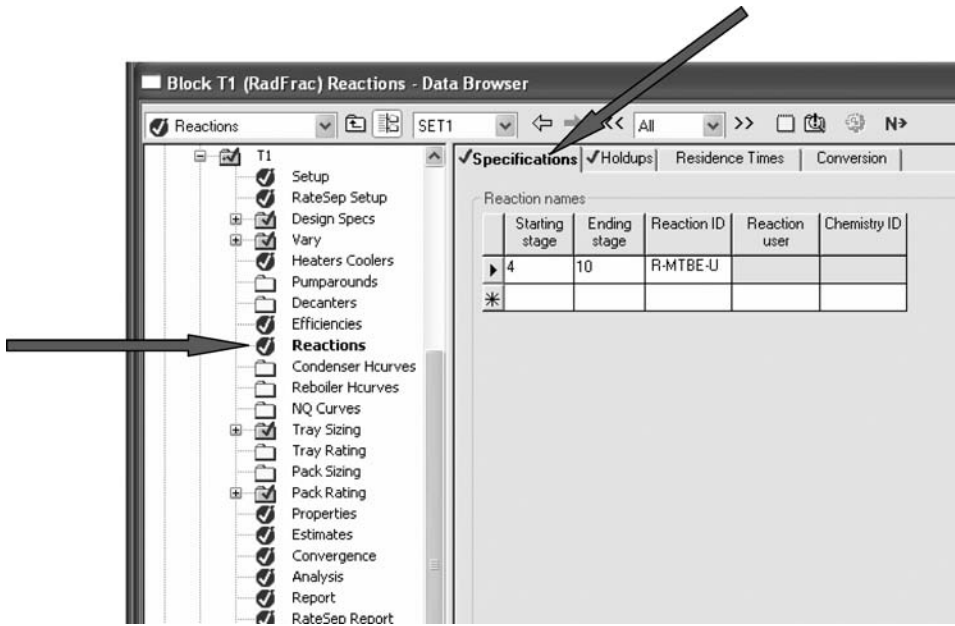 Block T1 (RadFrac) Reactions - Data Browser
Reactions SET1 << All >> N>
T1
Setup
RateSep Setup
Design Specs
Vary
Heaters Coolers
Pumparounds
Decanters
Efficiencies
Reactions
Condenser Hcurves
Reboiler Hcurves
NQ Curves
Tray Sizing
Tray Rating
Pack Sizing
Pack Rating
Properties
Estimates
Convergence
Analysis
Report
RateSep Report
Specifications Holdups Residence Times Conversion
Reaction names
Starting stage Ending stage Reaction ID Reaction user Chemistry ID
4 10 R-MTBE-U